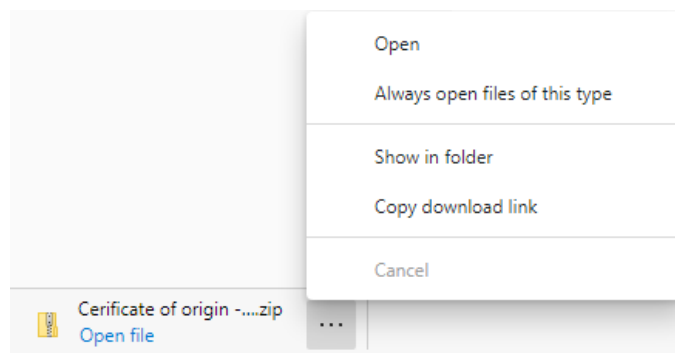 Open
Always open files of this type
Show in folder
Copy download link
Cancel
Cerificate of origin -....zip
Open file
...